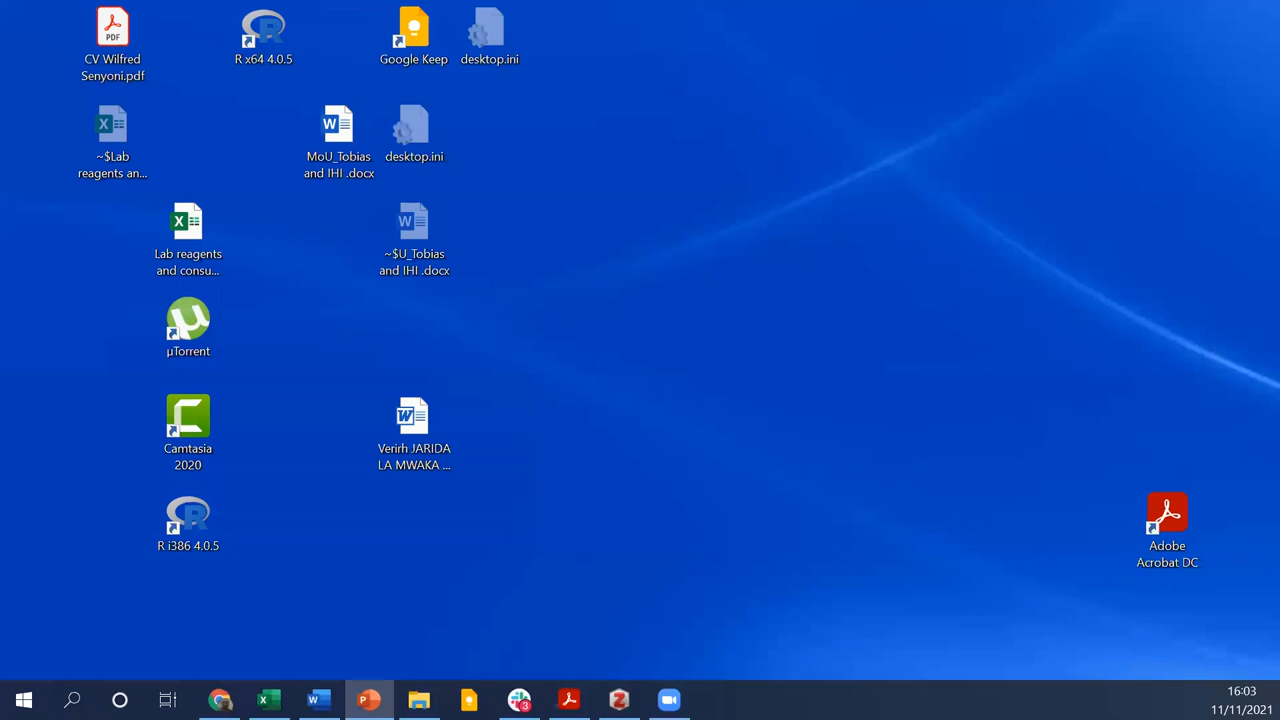 PDF
CV Wilfred
Senyoni.pdf
R x64 4.0.5
Google Keep
desktop.ini
~$Lab
reagents an...
MoU_Tobias
and IHI .docx
desktop.ini
Lab reagents
and consu...
~$U_Tobias
and IHI .docx
µTorrent
Camtasia
2020
Verirh JARIDA
LA MWAKA ...
R i386 4.0.5
Adobe
Acrobat DC
3
16:03
11/11/2021